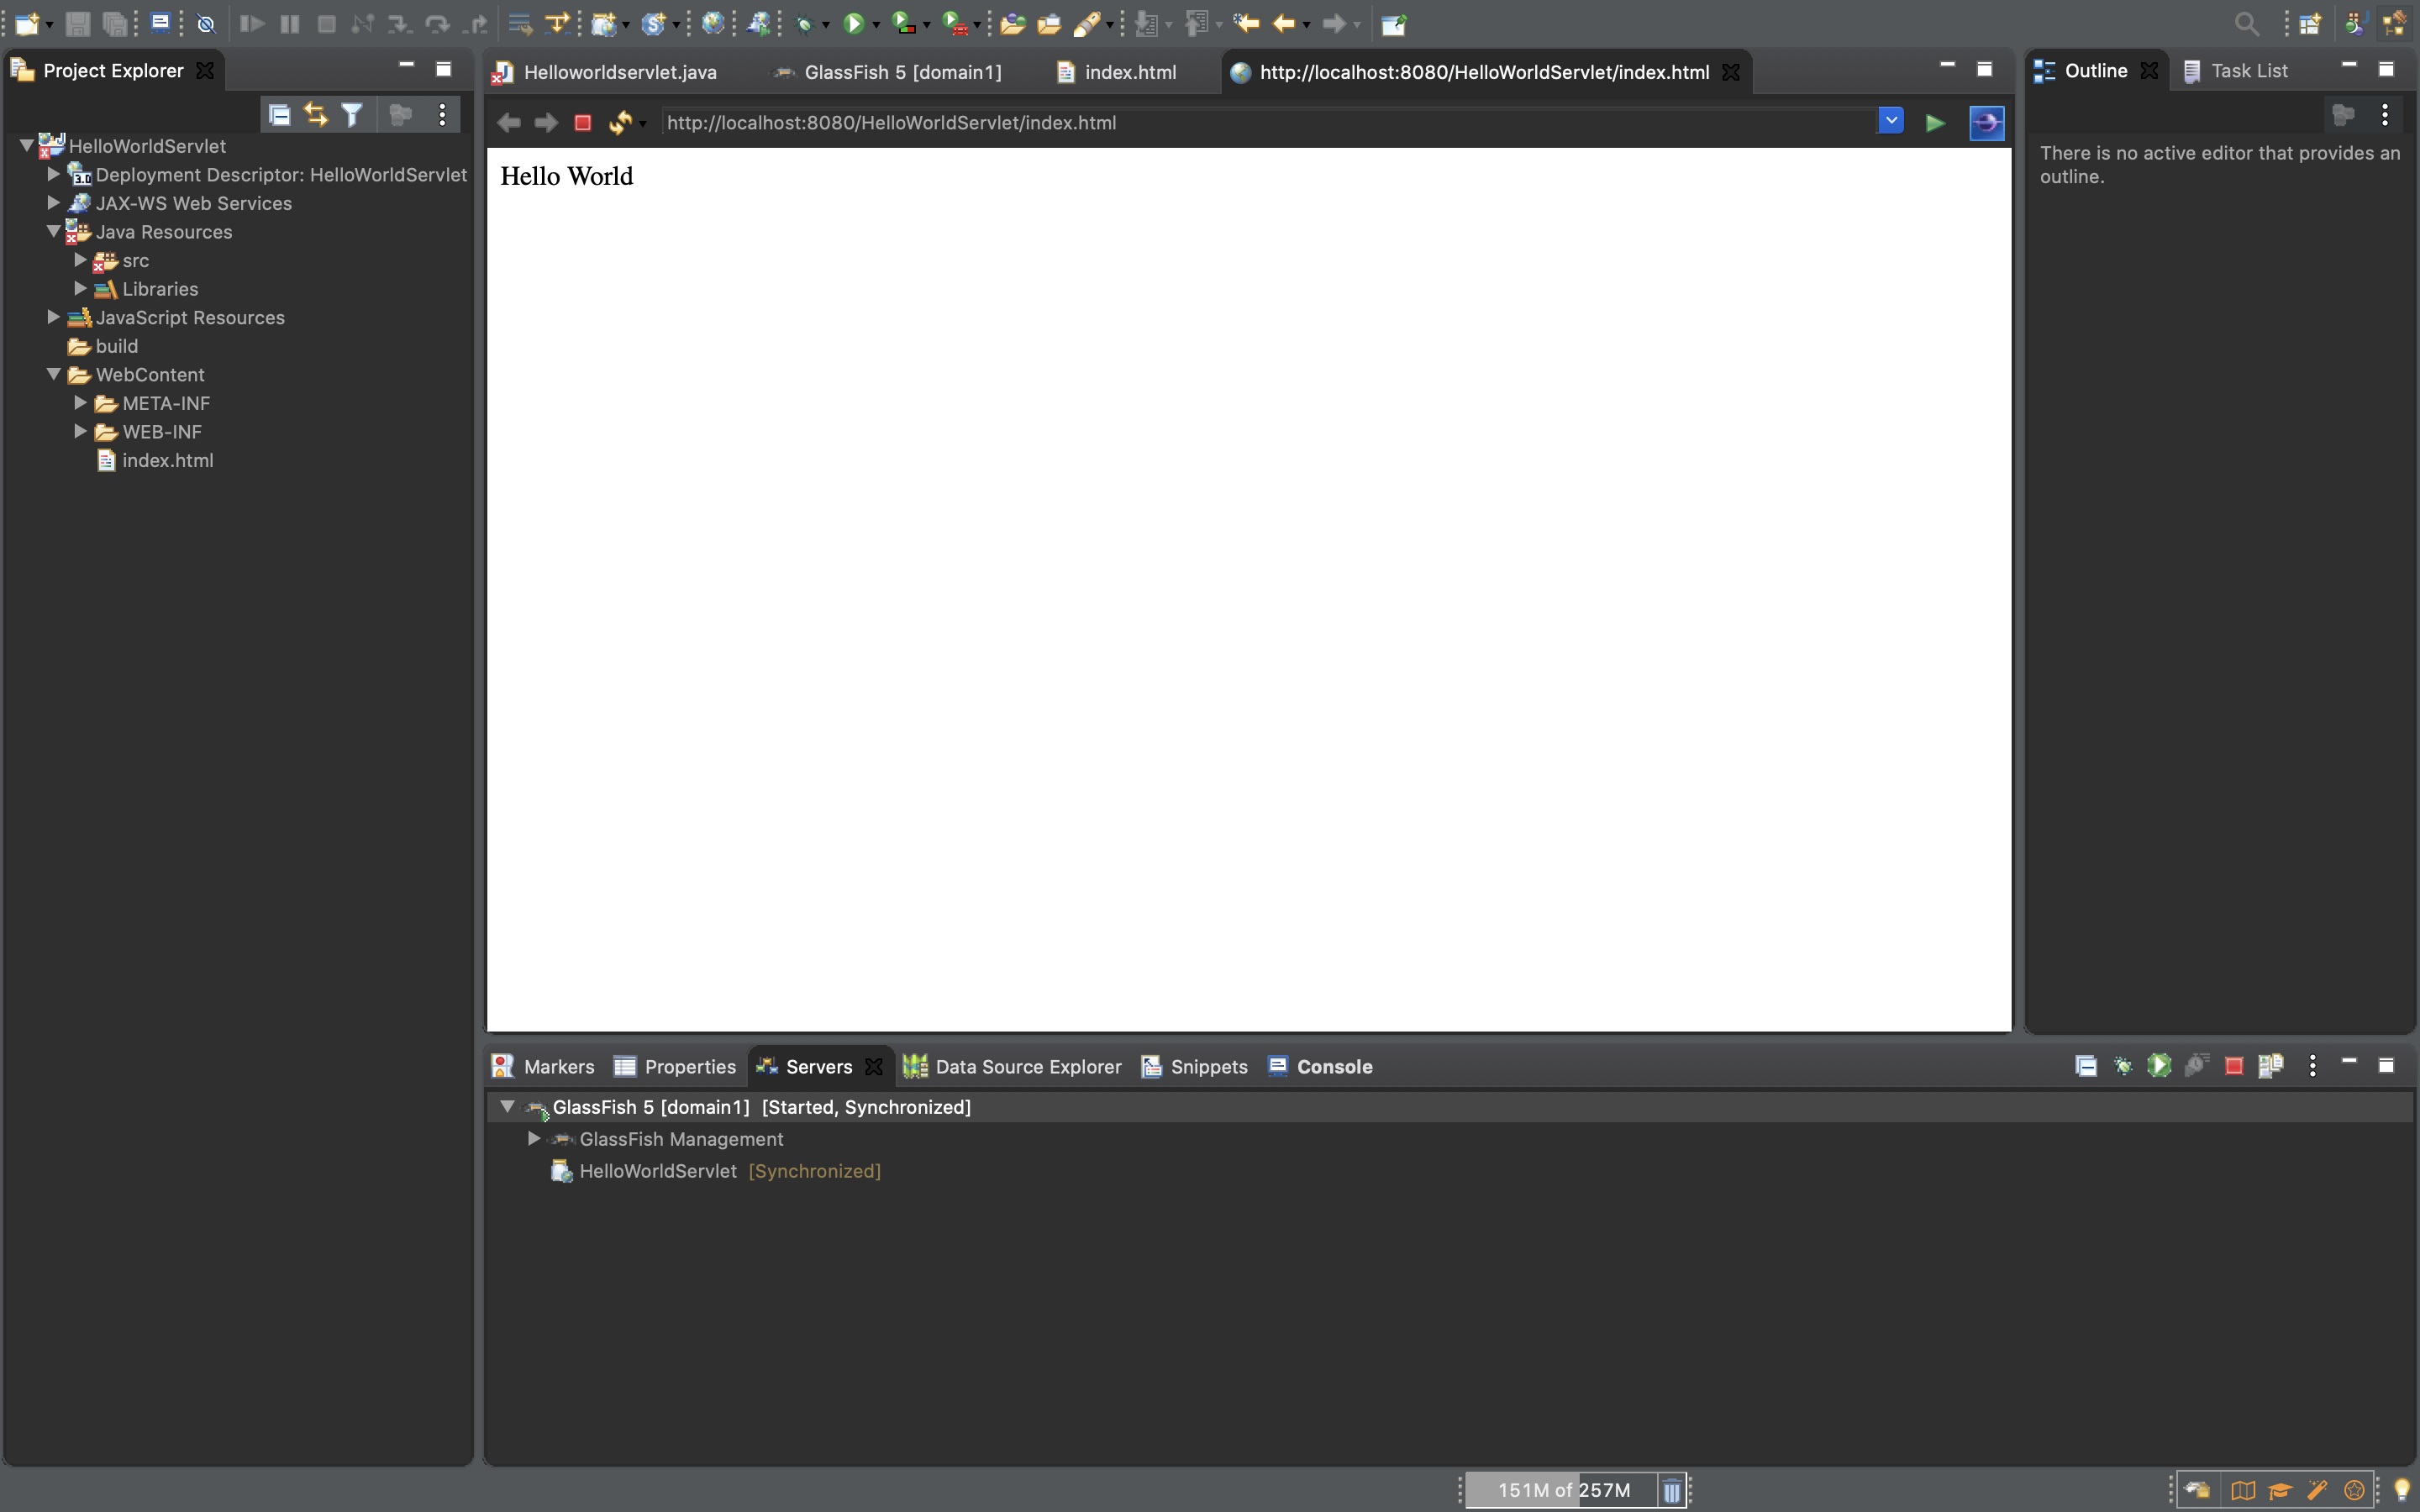 Project Explorer
HelloWorldServlet
3.0
Deployment Descriptor: HelloWorldServlet
JAX-WS Web Services
Java Resources
src
Libraries
JavaScript Resources
build
WebContent
META-INF
WEB-INF
index.html
Helloworldservlet.java
GlassFish 5 [domain1]
index.html
http://localhost:8080/HelloWorldServlet/index.html
http://localhost:8080/HelloWorldServlet/index.html
Hello World
Outline
Task List
There is no active editor that provides an
outline.
Markers
Properties
Servers
Data Source Explorer
Snippets
Console
GlassFish 5 [domain1] [Started, Synchronized]
GlassFish Management
HelloWorldServlet [Synchronized]
151M of 257M